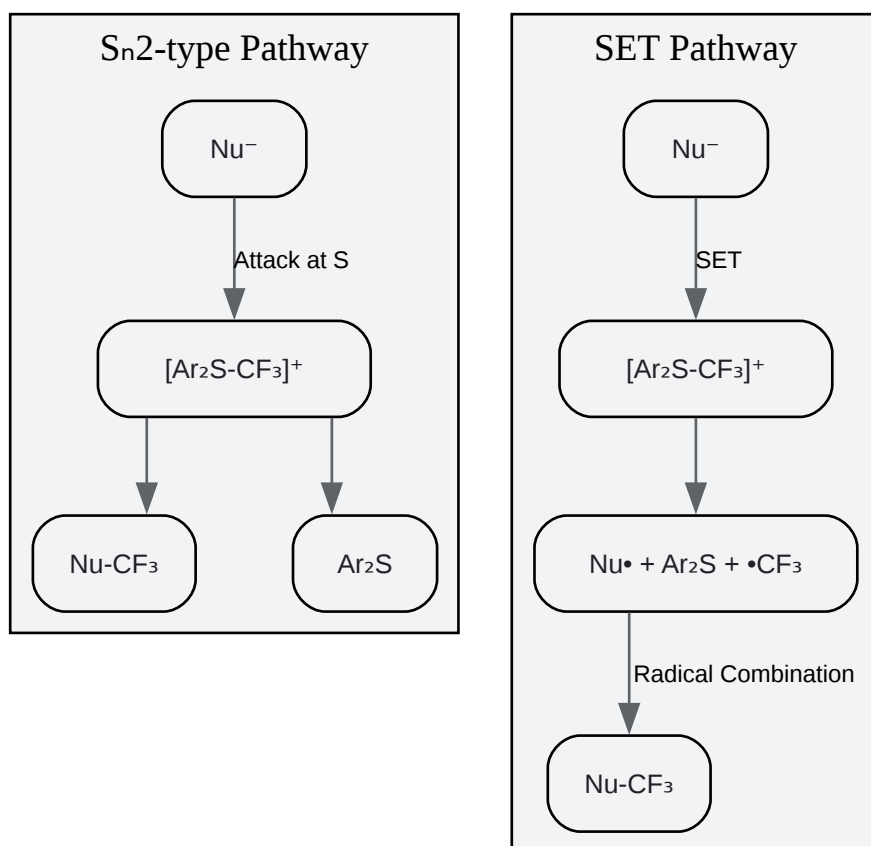 Sₙ2-type Pathway
Nu⁻
Attack at S
[Ar₂S-CF₃]⁺
Nu-CF₃
Ar₂S
SET Pathway
Nu⁻
SET
[Ar₂S-CF₃]⁺
Nu• + Ar₂S + •CF₃
Radical Combination
Nu-CF₃